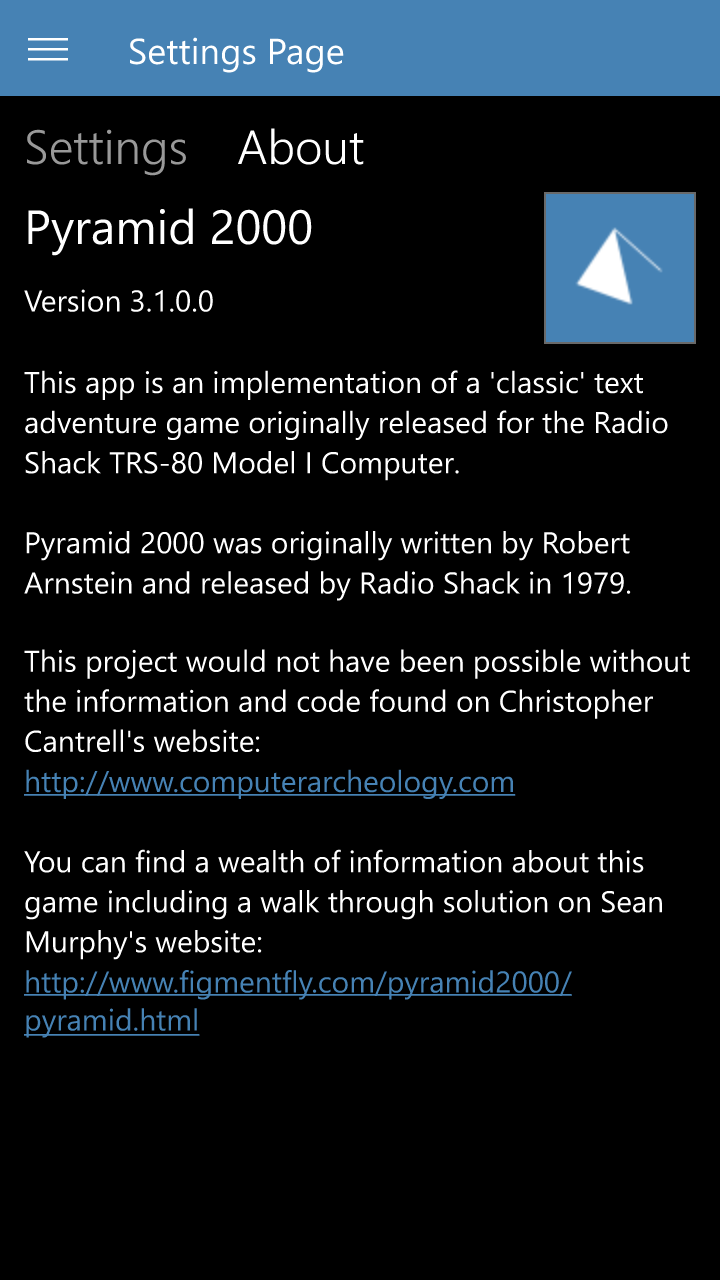 Settings Page
Settings About
Pyramid 2000
Version 3.1.0.0
This app is an implementation of a 'classic' text
adventure game originally released for the Radio
Shack TRS-80 Model I Computer.
Pyramid 2000 was originally written by Robert
Arnstein and released by Radio Shack in 1979.
This project would not have been possible without
the information and code found on Christopher
Cantrell's website:
http://www.computerarcheology.com
You can find a wealth of information about this
game including a walk through solution on Sean
Murphy's website:
http://www.figmentfly.com/pyramid2000/
pyramid.html